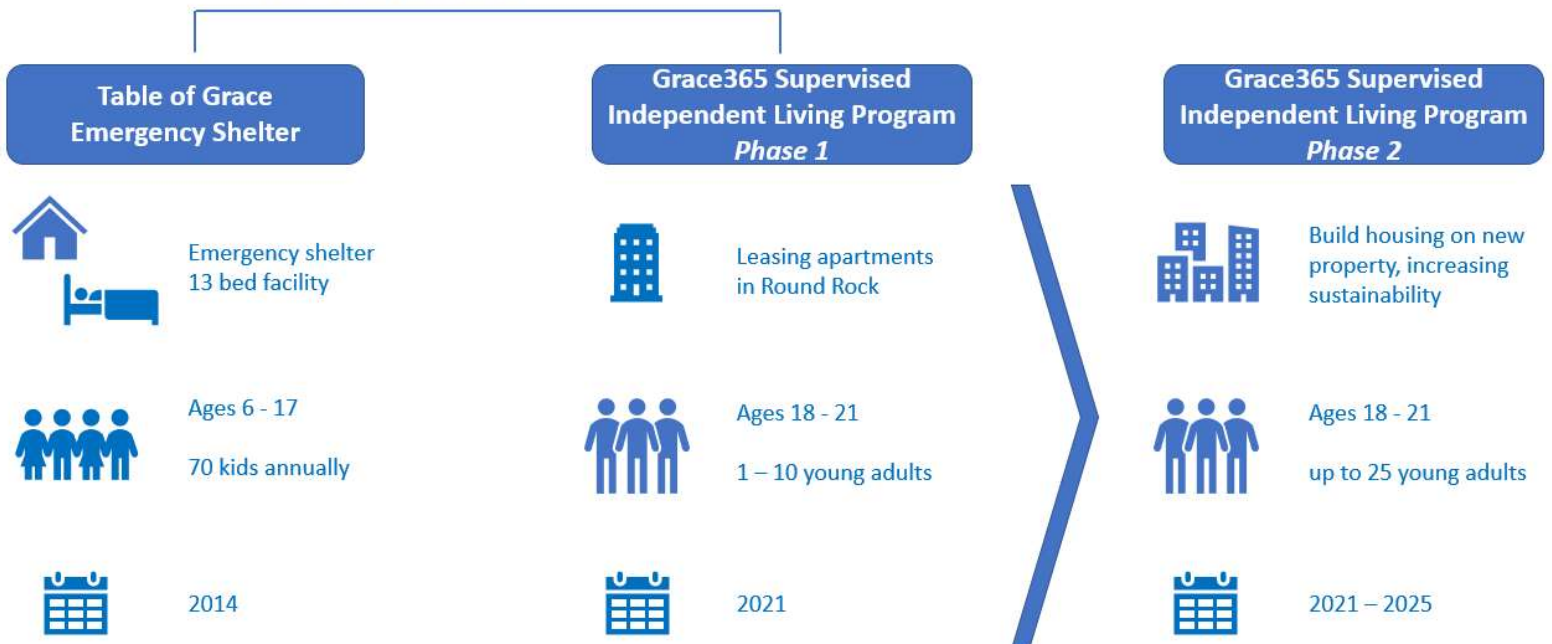 Table of Grace
Emergency Shelter
Grace365 Supervised
Independent Living Program
Phase 1
Grace365 Supervised
Independent Living Program
Phase 2
Emergency shelter
13 bed facility
Leasing apartments
in Round Rock
Build housing on new
property, increasing
sustainability
Ages 6 - 17
70 kids annually
Ages 18 - 21
1 – 10 young adults
Ages 18 - 21
up to 25 young adults
2014
2021
2021 – 2025